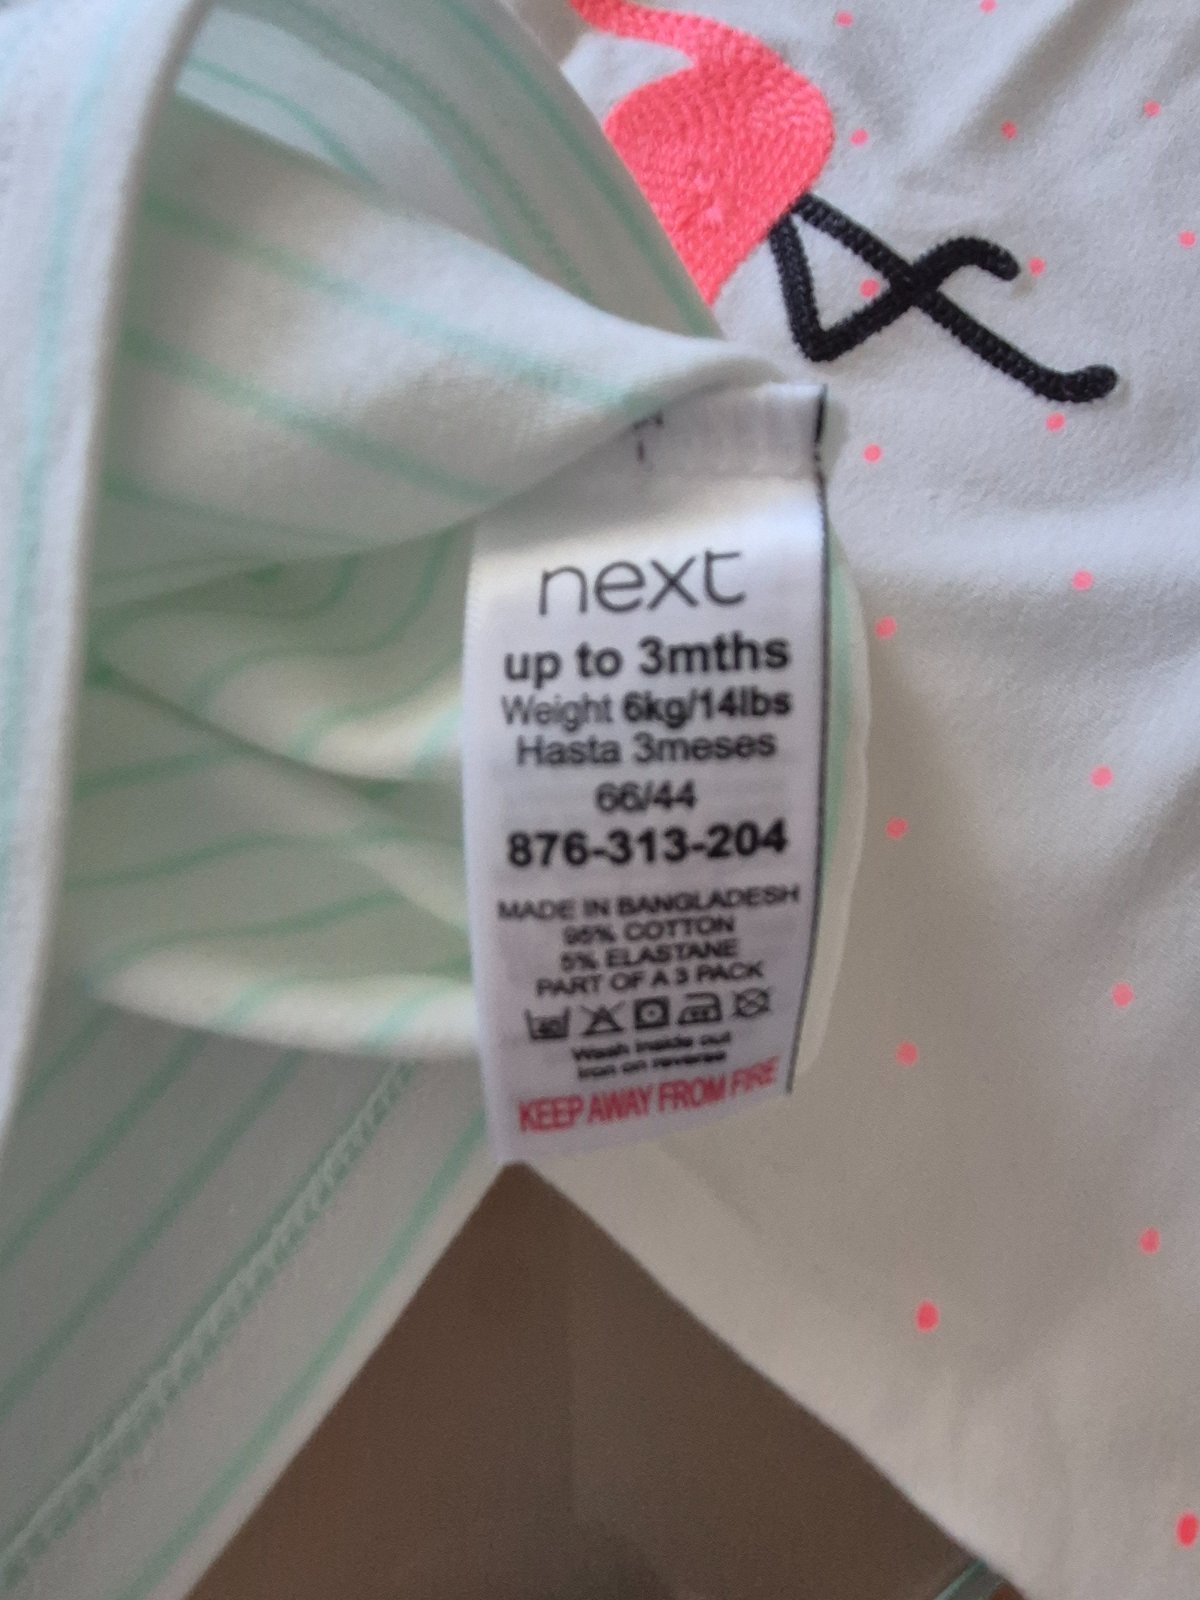 next
up to 3mths
Weight 6kg/14lbs
Hasta 3meses
66/44
876-313-204
MADE IN BANGLADESH
95% COTTON
5% ELASTANE
PART OF A 3 PACK
40
Wash inside out
Iron on reverse
KEEP AWAY FROM FIRE